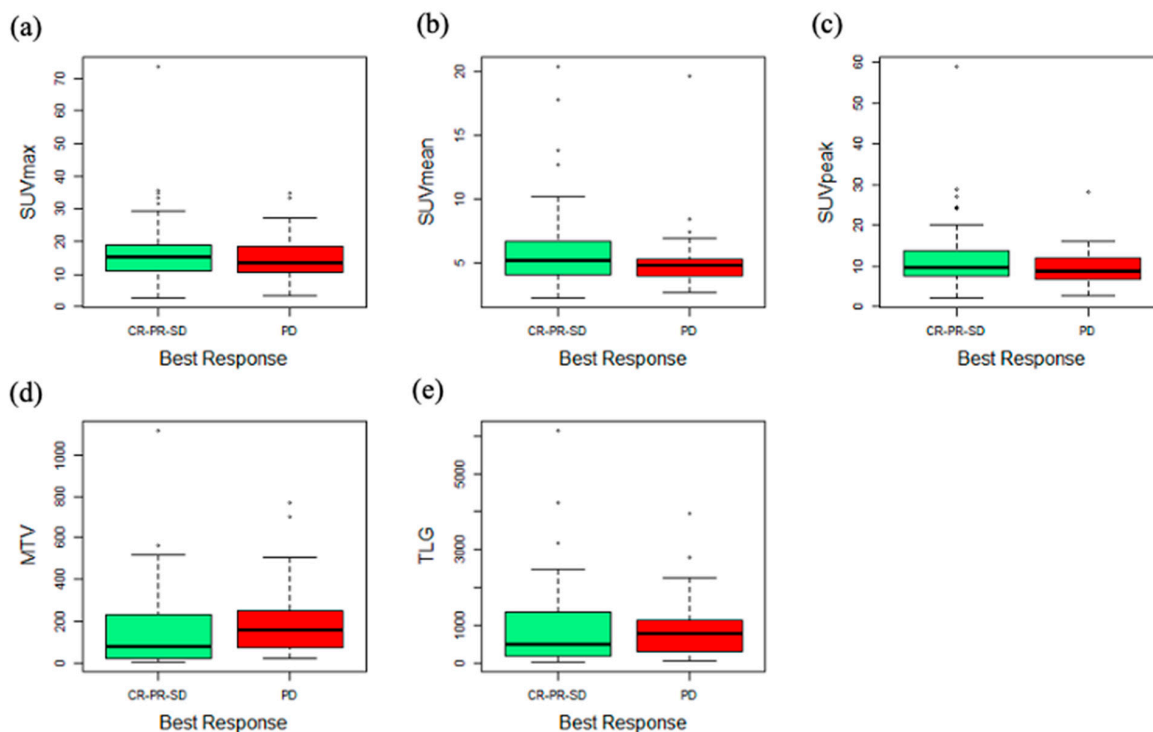 (a)
SUVmax
70
60
50
40
30
20
10
0
CR-PR-SD PD
Best Response
(b)
SUVmean
20
15
10
5
CR-PR-SD PD
Best Response
(c)
SUVpeak
60
50
40
30
20
10
0
CR-PR-SD PD
Best Response
(d)
MTV
1000
800
600
400
200
0
CR-PR-SD PD
Best Response
(e)
TLG
5000
3000
1000
0
CR-PR-SD PD
Best Response